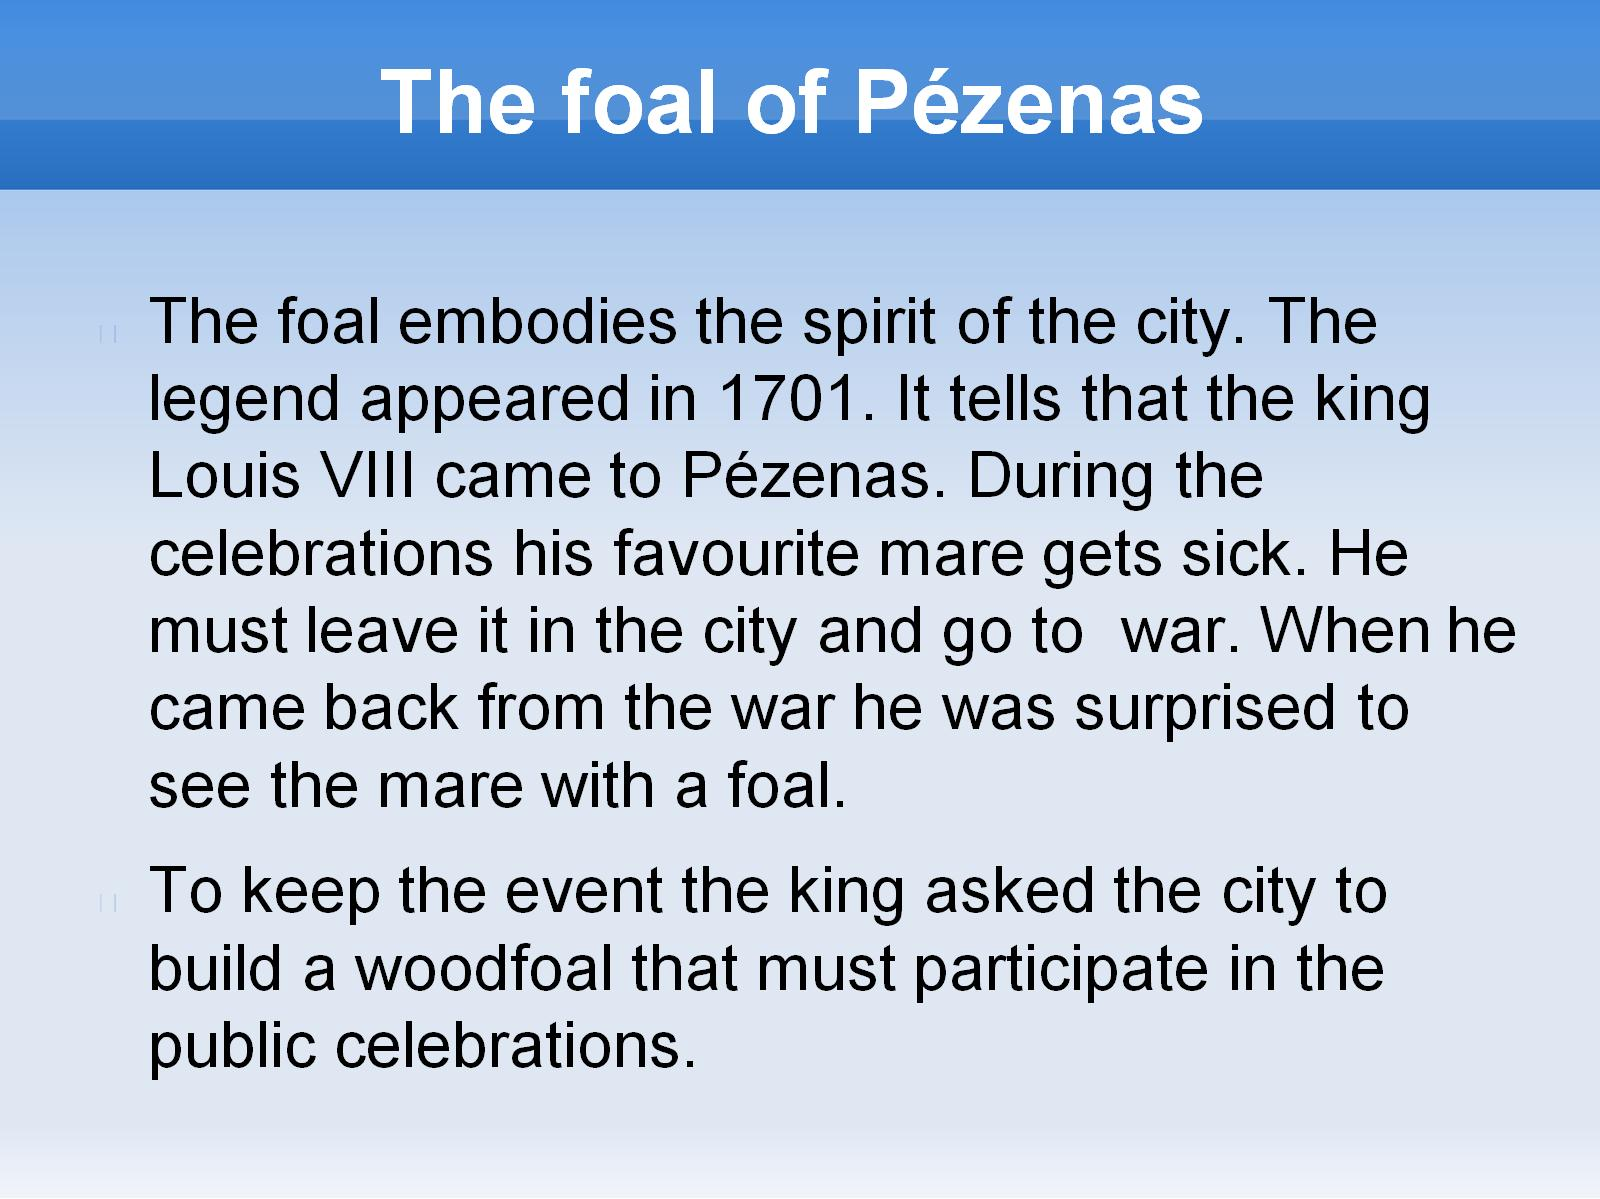 The foal of Pézenas
The foal embodies the spirit of the city. The
legend appeared in 1701. It tells that the king
Louis VIII came to Pézenas. During the
celebrations his favourite mare gets sick. He
must leave it in the city and go to  war. When he
came back from the war he was surprised to
see the mare with a foal.
To keep the event the king asked the city to
build a woodfoal that must participate in the
public celebrations.